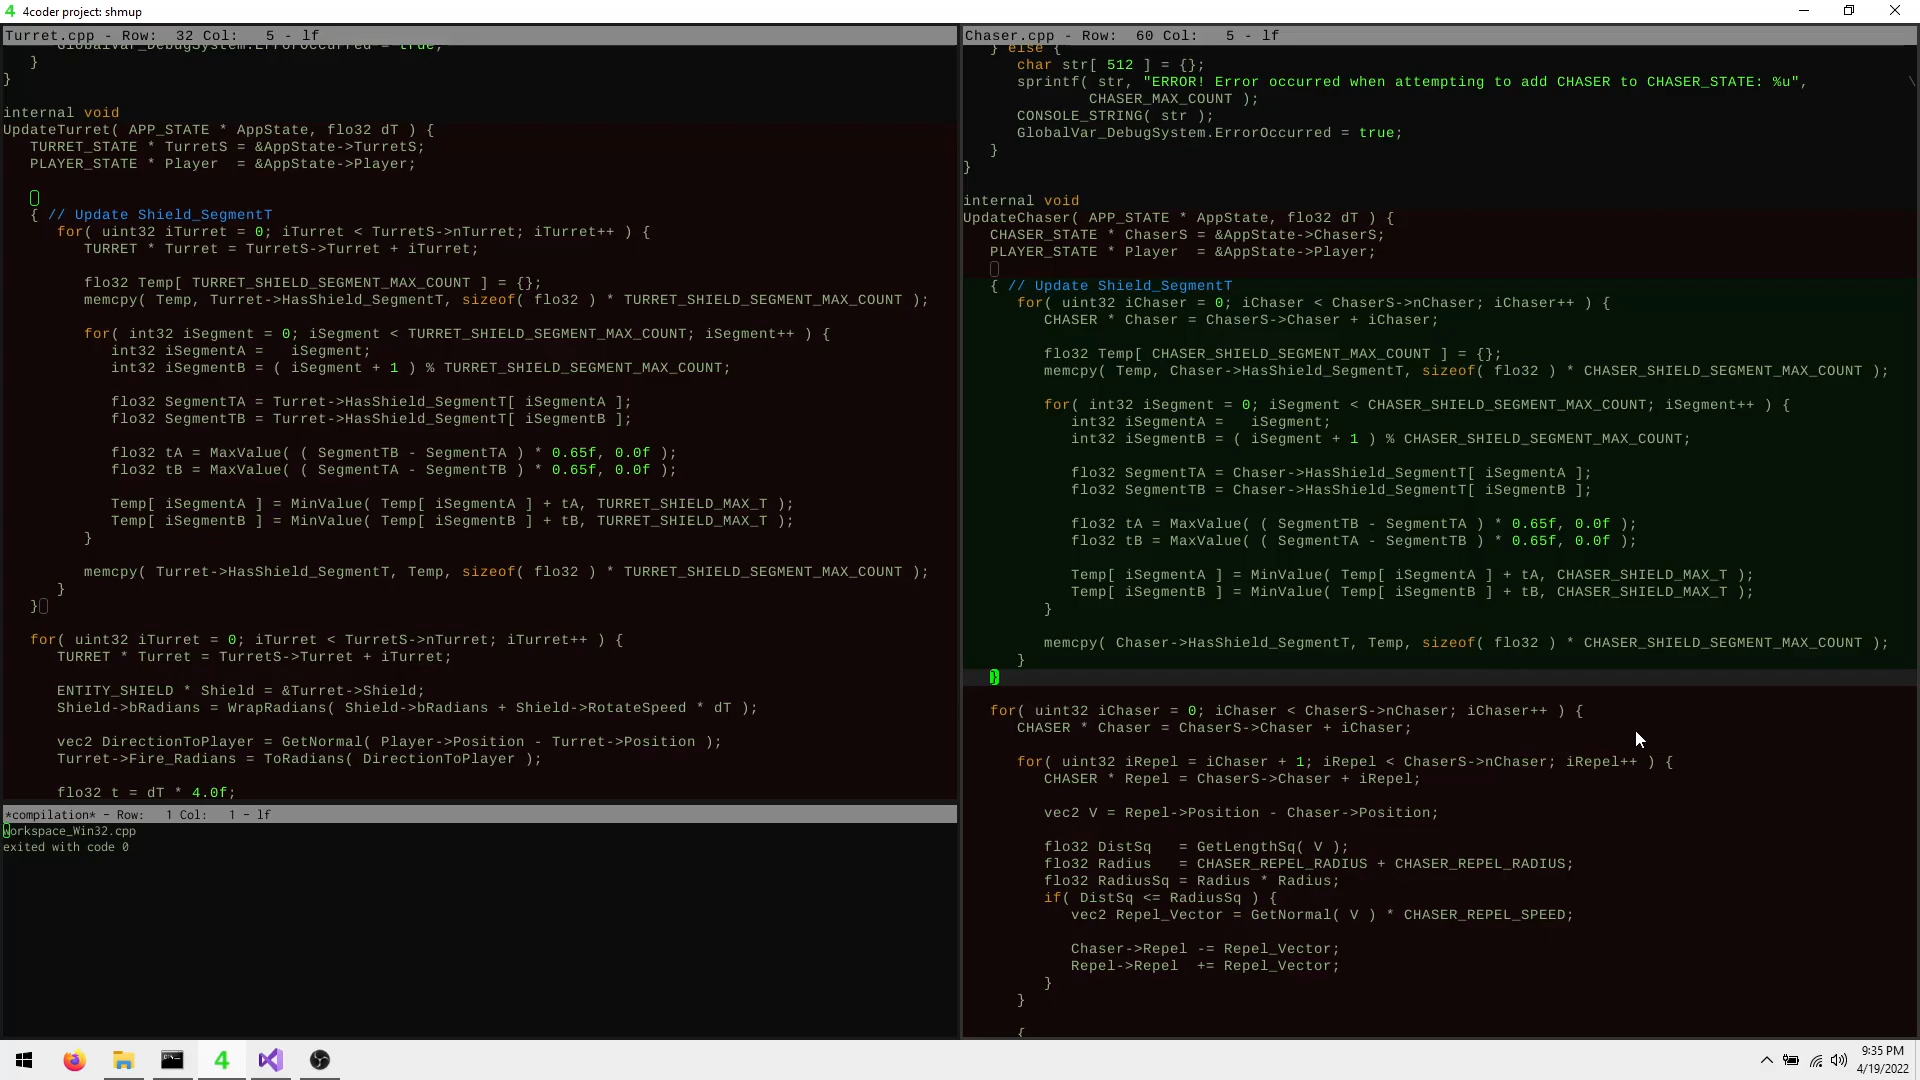 4 4coder project: shmup
Turret.cpp - Row:  32 Col:   5 - lf
GlobalVar_DebugSystem.ErrorOccurred = true;
}
}
internal void
UpdateTurret( APP_STATE * AppState, flo32 dT ) {
TURRET_STATE * TurretS = &AppState->TurretS;
PLAYER_STATE * Player  = &AppState->Player;
{ // Update Shield_SegmentT
for( uint32 iTurret = 0; iTurret < TurretS->nTurret; iTurret++ ) {
TURRET * Turret = TurretS->Turret + iTurret;
flo32 Temp[ TURRET_SHIELD_SEGMENT_MAX_COUNT ] = {};
memcpy( Temp, Turret->HasShield_SegmentT, sizeof( flo32 ) * TURRET_SHIELD_SEGMENT_MAX_COUNT );
for( int32 iSegment = 0; iSegment < TURRET_SHIELD_SEGMENT_MAX_COUNT; iSegment++ ) {
int32 iSegmentA =   iSegment;
int32 iSegmentB = ( iSegment + 1 ) % TURRET_SHIELD_SEGMENT_MAX_COUNT;
flo32 SegmentTA = Turret->HasShield_SegmentT[ iSegmentA ];
flo32 SegmentTB = Turret->HasShield_SegmentT[ iSegmentB ];
flo32 tA = MaxValue( ( SegmentTB - SegmentTA ) * 0.65f, 0.0f );
flo32 tB = MaxValue( ( SegmentTA - SegmentTB ) * 0.65f, 0.0f );
Temp[ iSegmentA ] = MinValue( Temp[ iSegmentA ] + tA, TURRET_SHIELD_MAX_T );
Temp[ iSegmentB ] = MinValue( Temp[ iSegmentB ] + tB, TURRET_SHIELD_MAX_T );
}
memcpy( Turret->HasShield_SegmentT, Temp, sizeof( flo32 ) * TURRET_SHIELD_SEGMENT_MAX_COUNT );
}
}
for( uint32 iTurret = 0; iTurret < TurretS->nTurret; iTurret++ ) {
TURRET * Turret = TurretS->Turret + iTurret;
ENTITY_SHIELD * Shield = &Turret->Shield;
Shield->bRadians = WrapRadians( Shield->bRadians + Shield->RotateSpeed * dT );
vec2 DirectionToPlayer = GetNormal( Player->Position - Turret->Position );
Turret->Fire_Radians = ToRadians( DirectionToPlayer );
flo32 t = dT * 4.0f;
*compilation* - Row:   1 Col:   1 - lf
workspace_Win32.cpp
exited with code 0
Chaser.cpp - Row:  60 Col:   5 - lf
} else {
char str[ 512 ] = {};
sprintf( str, "ERROR! Error occurred when attempting to add CHASER to CHASER_STATE: %u", \
CHASER_MAX_COUNT );
CONSOLE_STRING( str );
GlobalVar_DebugSystem.ErrorOccurred = true;
}
}
internal void
UpdateChaser( APP_STATE * AppState, flo32 dT ) {
CHASER_STATE * ChaserS = &AppState->ChaserS;
PLAYER_STATE * Player  = &AppState->Player;
{ // Update Shield_SegmentT
for( uint32 iChaser = 0; iChaser < ChaserS->nChaser; iChaser++ ) {
CHASER * Chaser = ChaserS->Chaser + iChaser;
flo32 Temp[ CHASER_SHIELD_SEGMENT_MAX_COUNT ] = {};
memcpy( Temp, Chaser->HasShield_SegmentT, sizeof( flo32 ) * CHASER_SHIELD_SEGMENT_MAX_COUNT );
for( int32 iSegment = 0; iSegment < CHASER_SHIELD_SEGMENT_MAX_COUNT; iSegment++ ) {
int32 iSegmentA =   iSegment;
int32 iSegmentB = ( iSegment + 1 ) % CHASER_SHIELD_SEGMENT_MAX_COUNT;
flo32 SegmentTA = Chaser->HasShield_SegmentT[ iSegmentA ];
flo32 SegmentTB = Chaser->HasShield_SegmentT[ iSegmentB ];
flo32 tA = MaxValue( ( SegmentTB - SegmentTA ) * 0.65f, 0.0f );
flo32 tB = MaxValue( ( SegmentTA - SegmentTB ) * 0.65f, 0.0f );
Temp[ iSegmentA ] = MinValue( Temp[ iSegmentA ] + tA, CHASER_SHIELD_MAX_T );
Temp[ iSegmentB ] = MinValue( Temp[ iSegmentB ] + tB, CHASER_SHIELD_MAX_T );
}
memcpy( Chaser->HasShield_SegmentT, Temp, sizeof( flo32 ) * CHASER_SHIELD_SEGMENT_MAX_COUNT );
}
}
for( uint32 iChaser = 0; iChaser < ChaserS->nChaser; iChaser++ ) {
CHASER * Chaser = ChaserS->Chaser + iChaser;
for( uint32 iRepel = iChaser + 1; iRepel < ChaserS->nChaser; iRepel++ ) {
CHASER * Repel = ChaserS->Chaser + iRepel;
vec2 V = Repel->Position - Chaser->Position;
flo32 DistSq   = GetLengthSq( V );
flo32 Radius   = CHASER_REPEL_RADIUS + CHASER_REPEL_RADIUS;
flo32 RadiusSq = Radius * Radius;
if( DistSq <= RadiusSq ) {
vec2 Repel_Vector = GetNormal( V ) * CHASER_REPEL_SPEED;
Chaser->Repel -= Repel_Vector;
Repel->Repel  += Repel_Vector;
}
}
{
4
9:35 PM
4/19/2022